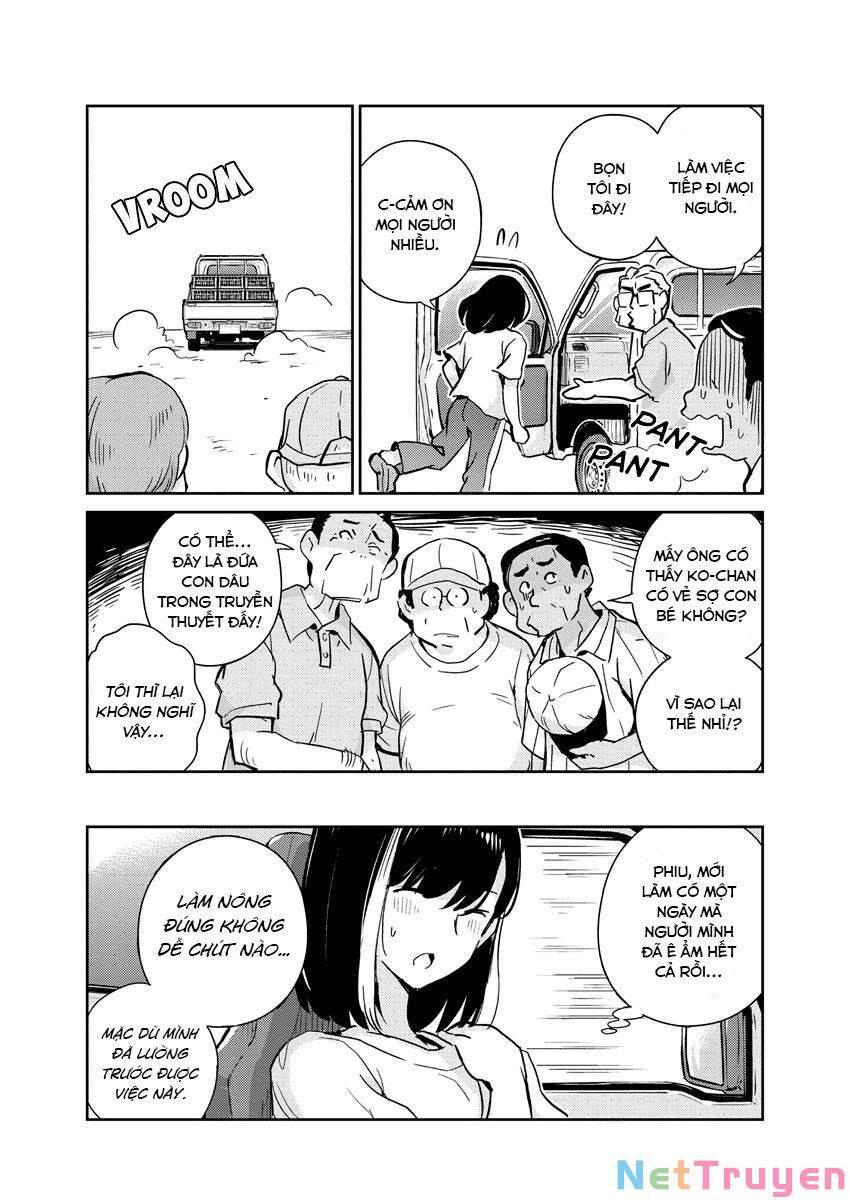 LÀM VIỆC
TIẾP ĐI MỌI
NGƯỜI.
BỌN
TÔI ĐI
ĐÂY!
C-CẢM ƠN
MỌI NGƯỜI
NHIỀU.
PANT
PANT
VROOM
MẤY ÔNG CÓ
THẤY KO-CHAN
CÓ VẺ SỢ CON
BÉ KHÔNG?
VÌ SAO LẠI
THẾ NHỈ!?
CÓ THỂ...
ĐÂY LÀ ĐỨA
CON DÂU
TRONG TRUYỀN
THUYẾT ĐẤY!
TÔI THÌ LẠI
KHÔNG NGHĨ
VẬY...
PHIU, MỚI
LÀM CÓ MỘT
NGÀY MÀ
NGƯỜI MÌNH
ĐÃ Ê ẨM HẾT
CẢ RỒI...
LÀM NÔNG
ĐÚNG KHÔNG
DỄ CHÚT NÀO...
MẶC DÙ MÌNH
ĐÃ LƯỜNG
TRƯỚC ĐƯỢC
VIỆC NÀY.
NetTruyen